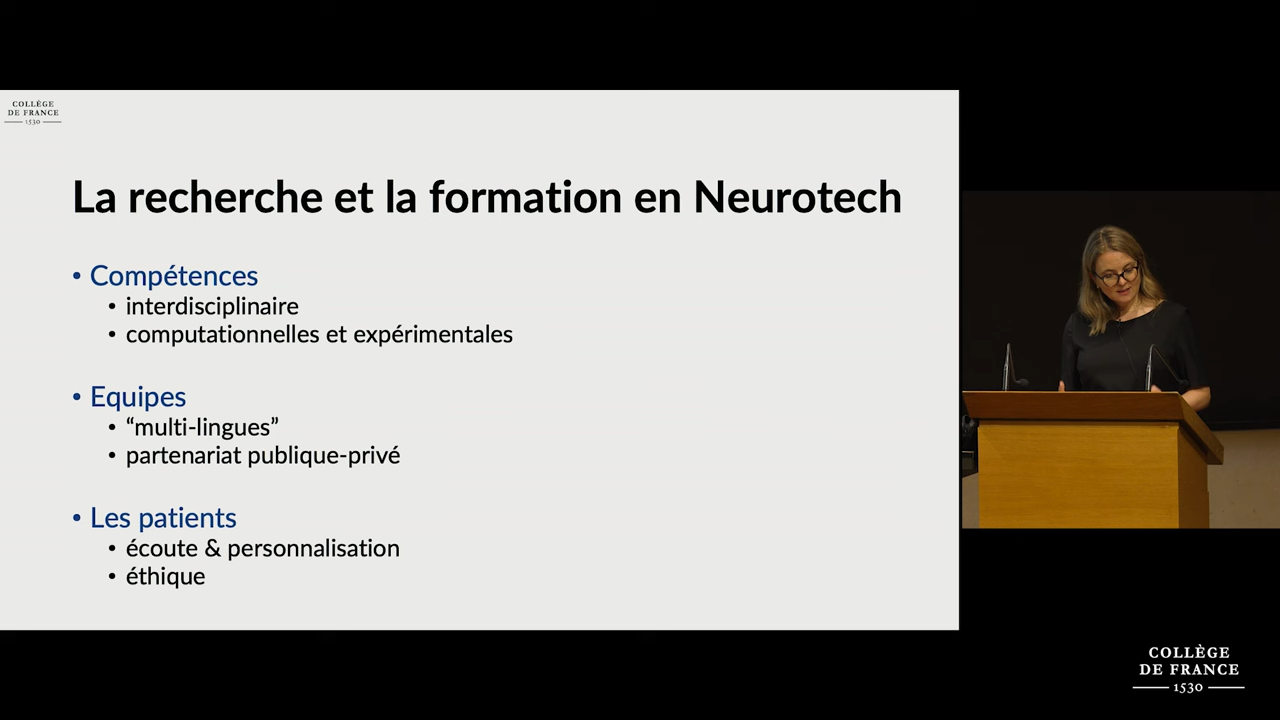 COLLÈGE
DE FRANCE
1530
La recherche et la formation en Neurotech
• Compétences
• interdisciplinaire
• computationnelles et expérimentales
• Equipes
• “multi-lingues”
• partenariat publique-privé
• Les patients
• écoute & personnalisation
• éthique
COLLÈGE
DE FRANCE
1530